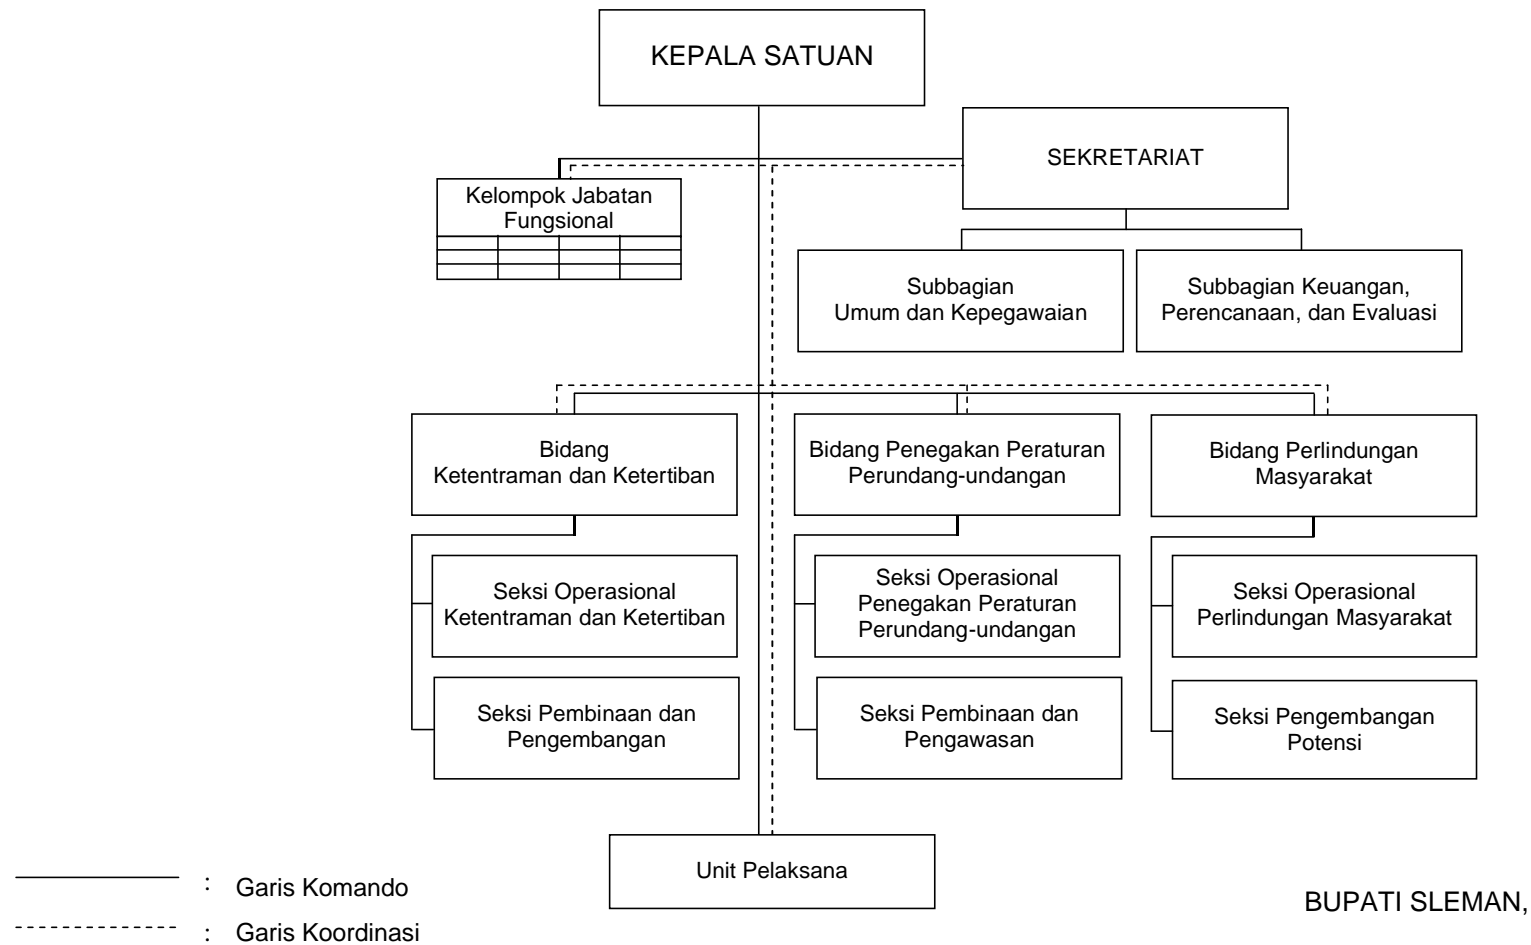 KEPALA SATUAN
SEKRETARIAT
Kelompok Jabatan
Fungsional
Subbagian
Umum dan Kepegawaian
Subbagian Keuangan,
Perencanaan, dan Evaluasi
Bidang
Ketentraman dan Ketertiban
Bidang Penegakan Peraturan
Perundang-undangan
Bidang Perlindungan
Masyarakat
Seksi Operasional
Ketentraman dan Ketertiban
Seksi Operasional
Penegakan Peraturan
Perundang-undangan
Seksi Operasional
Perlindungan Masyarakat
Seksi Pembinaan dan
Pengembangan
Seksi Pembinaan dan
Pengawasan
Seksi Pengembangan
Potensi
Unit Pelaksana
: Garis Komando
: Garis Koordinasi
BUPATI SLEMAN,